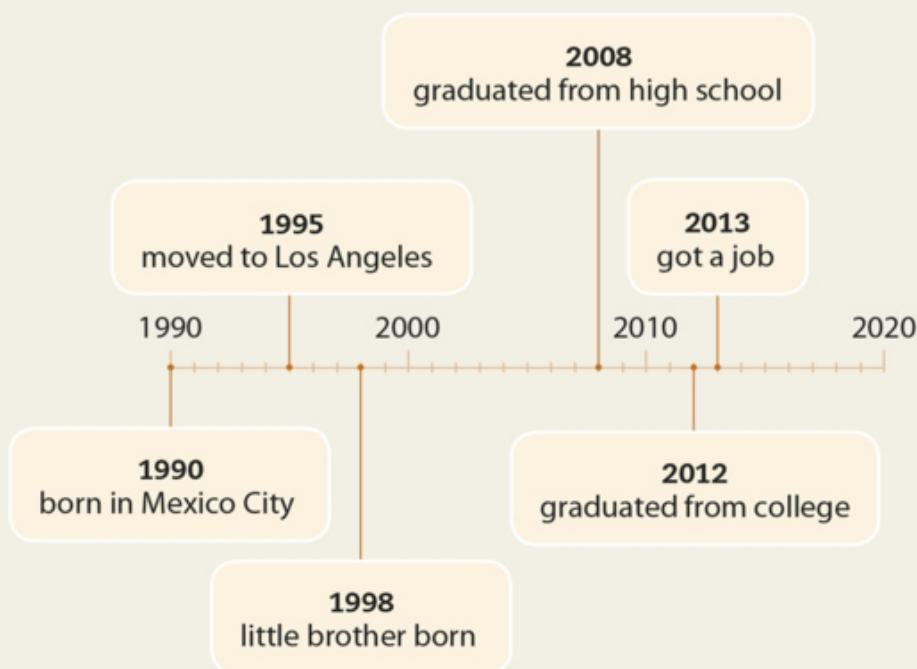 2008
graduated from high school
1995
moved to Los Angeles
2013
got a job
1990
2000
2010
2020
1990
born in Mexico City
2012
graduated from college
1998
little brother born